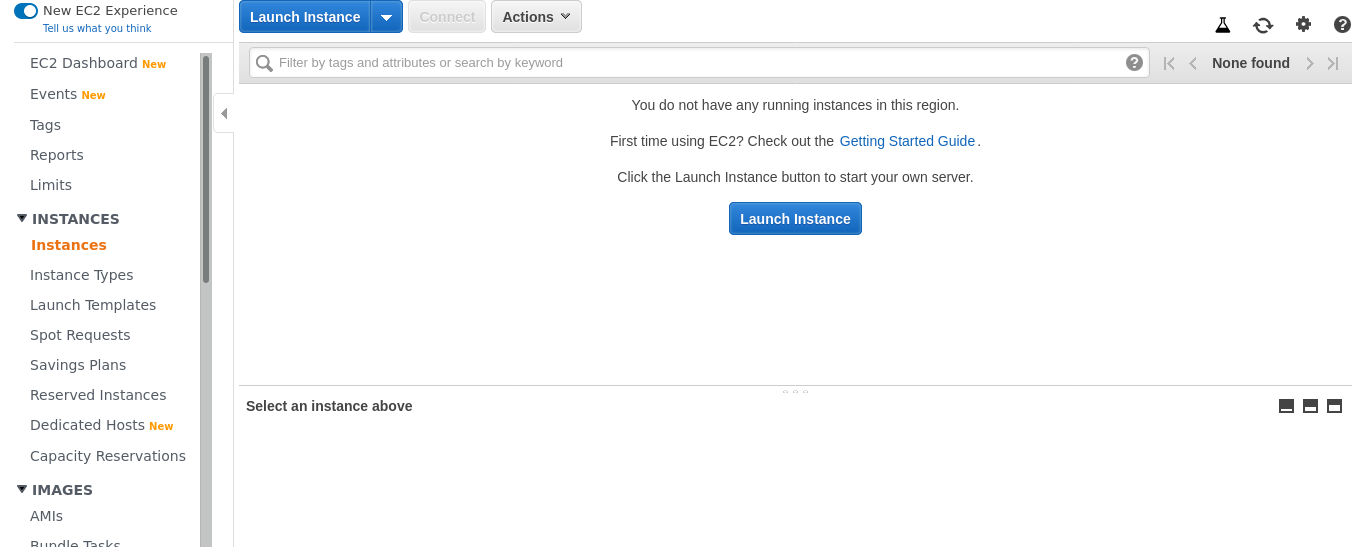 New EC2 Experience
Tell us what you think
EC2 Dashboard New
Events New
Tags
Reports
Limits
INSTANCES
Instances
Instance Types
Launch Templates
Spot Requests
Savings Plans
Reserved Instances
Dedicated Hosts New
Capacity Reservations
IMAGES
AMIs
Bundle Tasks
Launch Instance Connect Actions
Filter by tags and attributes or search by keyword
None found
You do not have any running instances in this region.
First time using EC2? Check out the Getting Started Guide.
Click the Launch Instance button to start your own server.
Launch Instance
Select an instance above